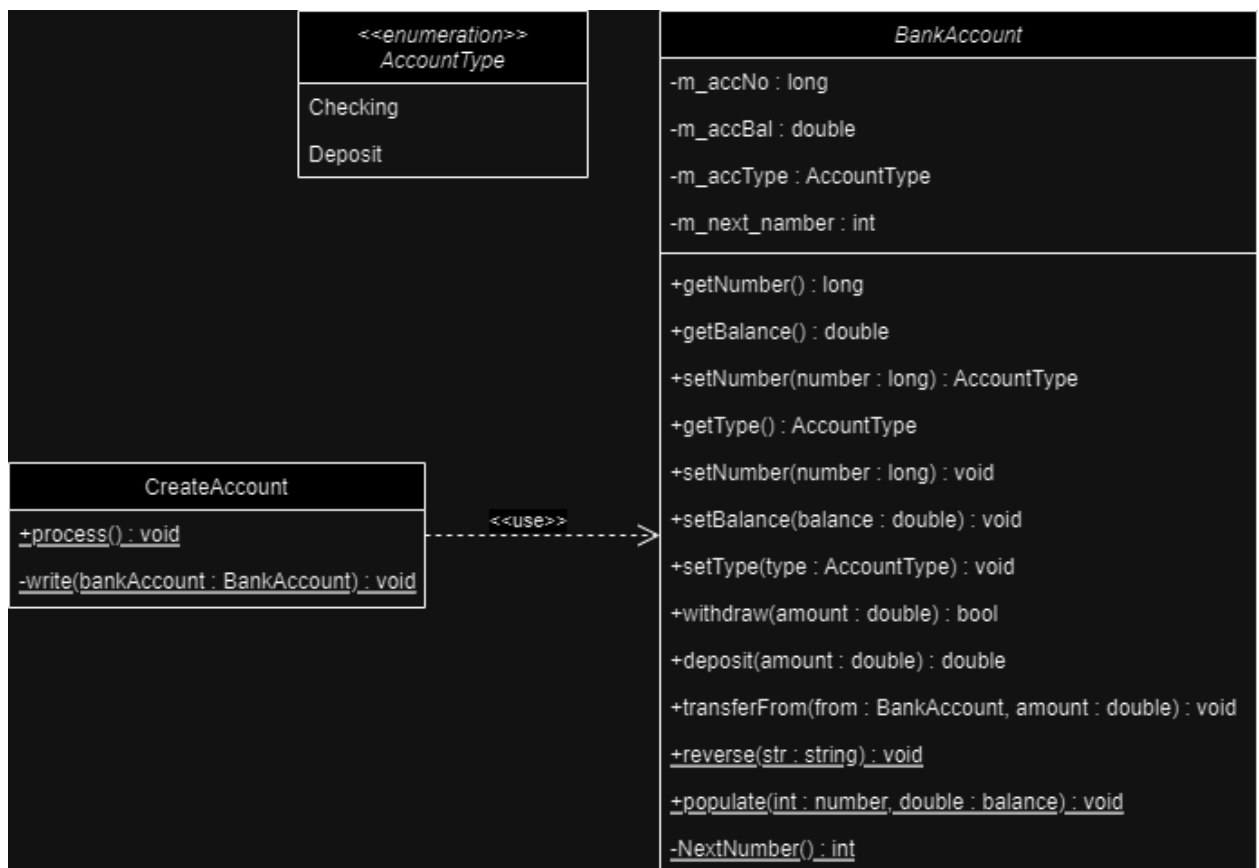 <<enumeration>>
AccountType
Checking
Deposit
BankAccount
-m_accNo : long
-m_accBal : double
-m_accType : AccountType
-m_next_namber : int
+getNumber() : long
+getBalance() : double
+setNumber(number : long) : AccountType
+getType() : AccountType
+setNumber(number : long) : void
+setBalance(balance : double) : void
+setType(type : AccountType) : void
+withdraw(amount : double) : bool
+deposit(amount : double) : double
+transferFrom(from : BankAccount, amount : double) : void
+reverse(str : string) : void
+populate(int : number, double : balance) : void
-NextNumber() : int
CreateAccount
+process() : void
-write(bankAccount : BankAccount) : void
<<use>>